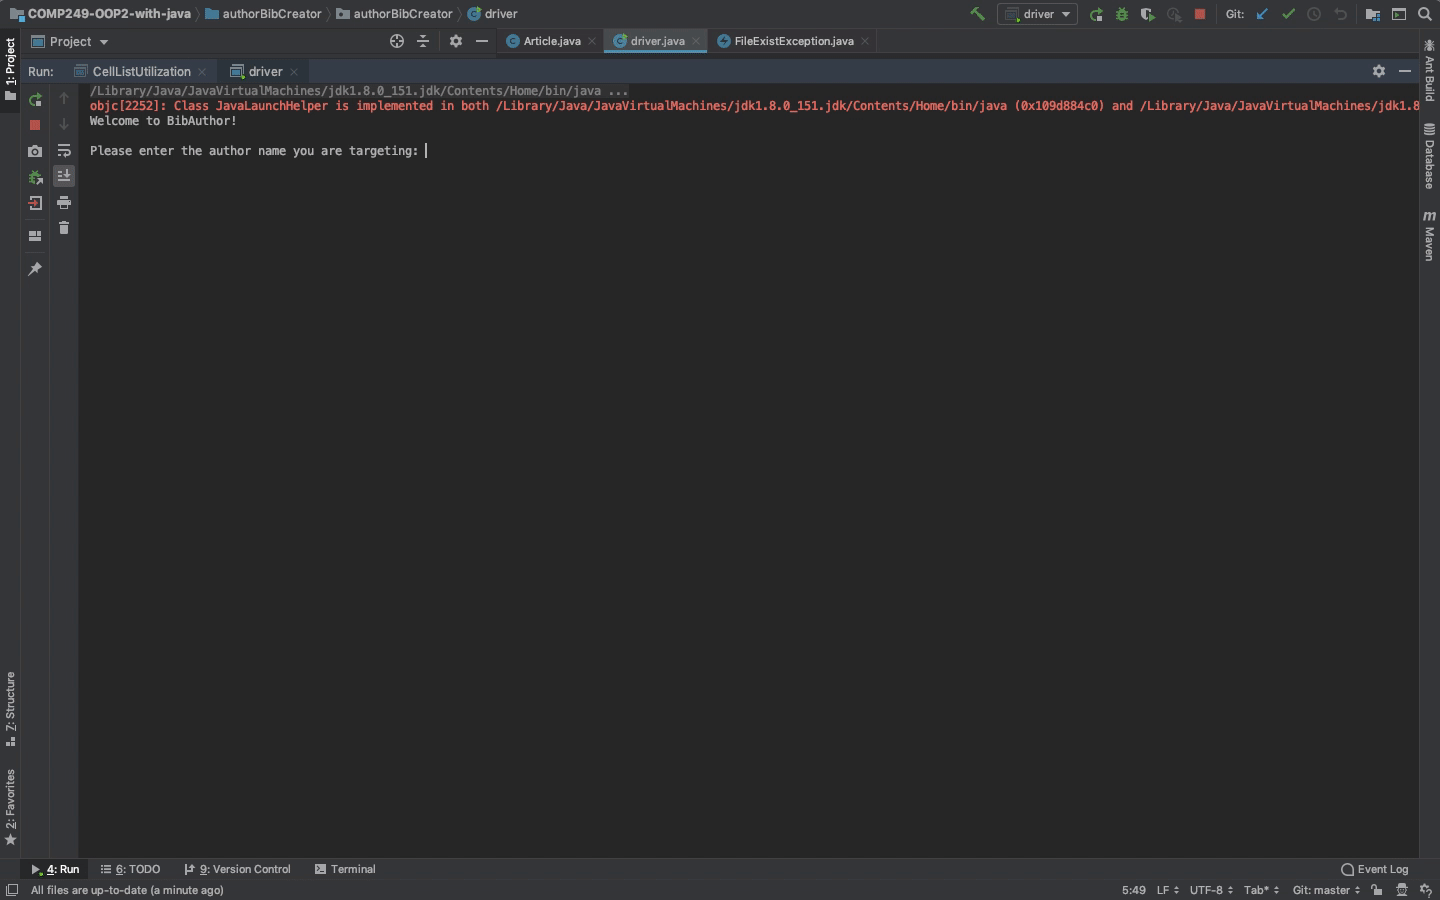 COMP249-OOP2-with-java authorBibCreator authorBibCreator driver
driver
Git:
Project
Article.java driver.java FileExistException.java
Run: CellListUtilization driver
/Library/Java/JavaVirtualMachines/jdk1.8.0_151.jdk/Contents/Home/bin/java ...
objc[2252]: Class JavaLaunchHelper is implemented in both /Library/Java/JavaVirtualMachines/jdk1.8.0_151.jdk/Contents/Home/bin/java (0x109d884c0) and /Library/Java/JavaVirtualMachines/jdk1.8
Welcome to BibAuthor!
Please enter the author name you are targeting:
1: Project
7: Structure
2: Favorites
Ant Build
Database
m Maven
4: Run 6: TODO 9: Version Control Terminal
Event Log
All files are up-to-date (a minute ago)
5:49 LF UTF-8 Tab* Git: master